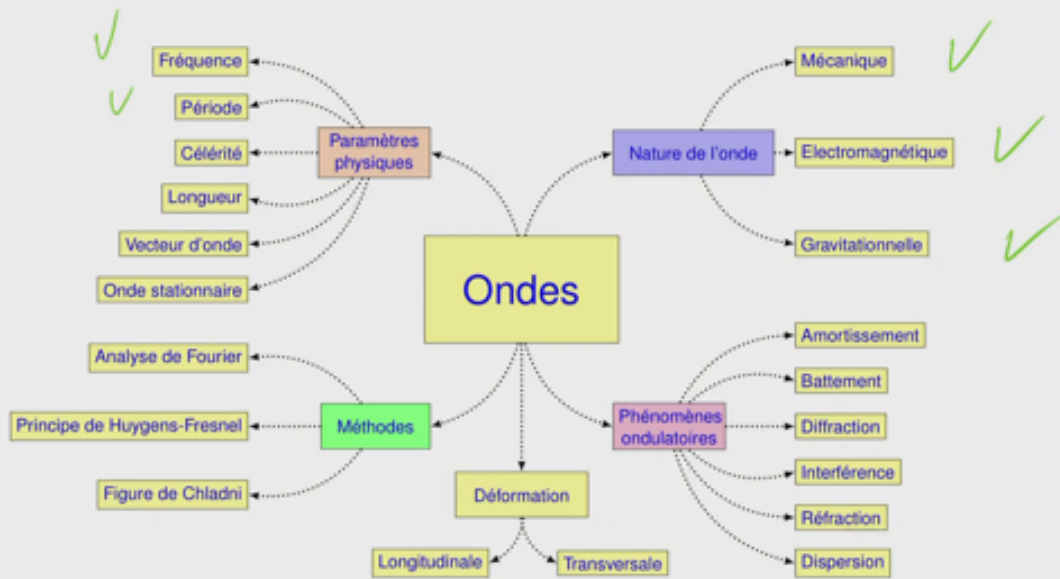 Fréquence
Période
Célérité
Longueur
Vecteur d'onde
Onde stationnaire
Paramètres
physiques
Nature de l'onde
Mécanique
Electromagnétique
Gravitationnelle
Ondes
Analyse de Fourier
Principe de Huygens-Fresnel
Figure de Chladni
Méthodes
Déformation
Longitudinale
Transversale
Phénomènes
ondulatoires
Amortissement
Battement
Diffraction
Interférence
Réfraction
Dispersion